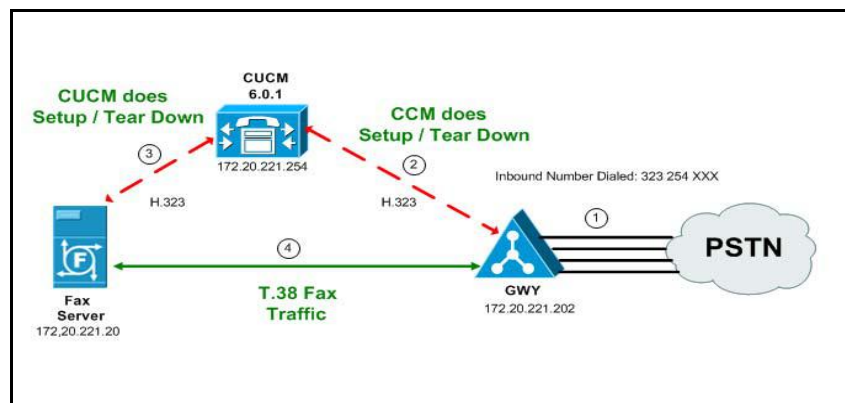 CUCM
6.0.1
CUCM does
Setup / Tear Down
CCM does
Setup / Tear Down
3
2
172.20.221.254
Inbound Number Dialed: 323 254 XXX
H.323
H.323
1
PSTN
4
F
T.38 Fax
Traffic
GWY
172.20.221.202
Fax
Server
172,20.221.20